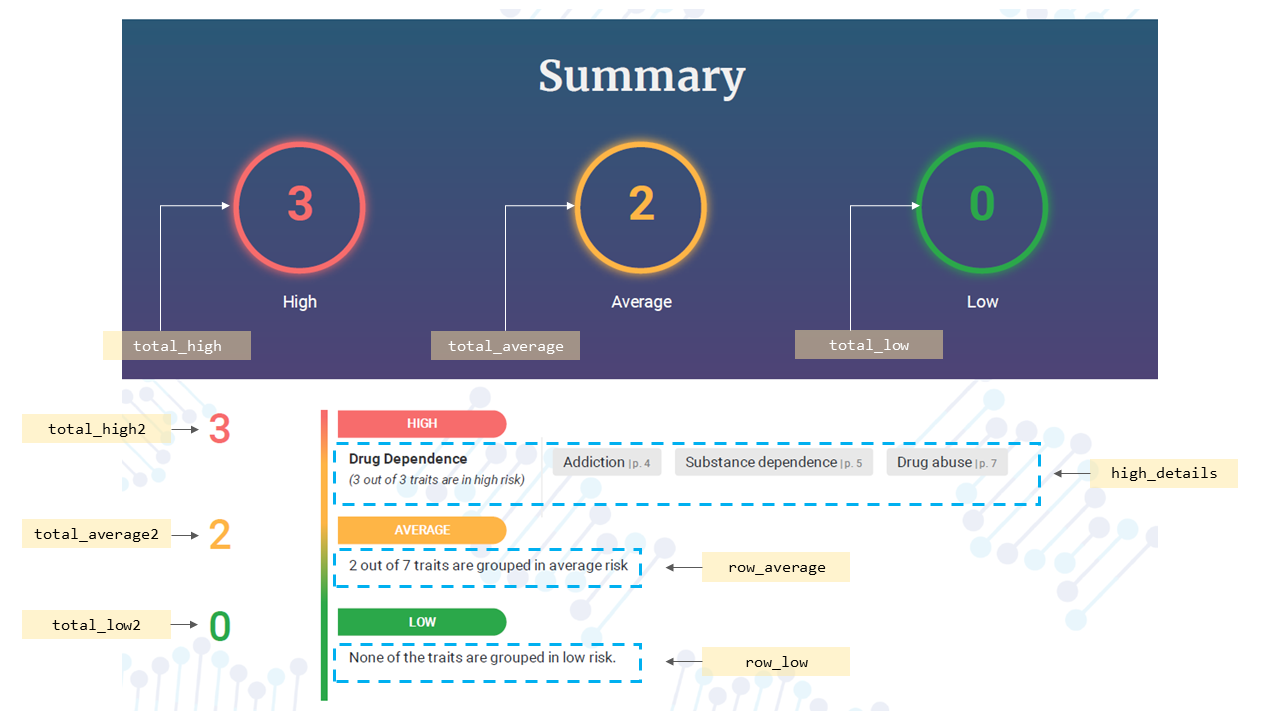 Summary
3
2
0
High
Average
Low
total_high
total_average
total_low
total_high2
3
HIGH
Drug Dependence
(3 out of 3 traits are in high risk)
Addiction | p. 4
Substance dependence | p. 5
Drug abuse | p. 7
high_details
total_average2
2
AVERAGE
2 out of 7 traits are grouped in average risk
row_average
total_low2
0
LOW
None of the traits are grouped in low risk.
row_low